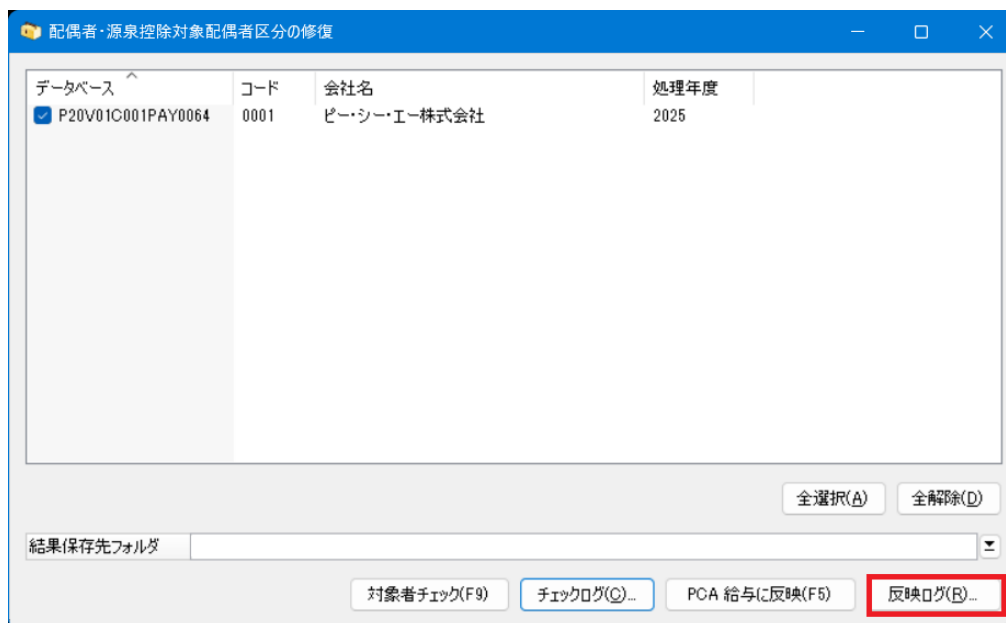 配偶者・源泉控除対象配偶者区分の修復
データベース コード 会社名 処理年度
P20V01C001PAY0064 0001 ピー・シー・エー株式会社 2025
全選択(A) 全解除(D)
結果保存先フォルダ
対象者チェック(F9) チェックログ(C)... PCA 給与に反映(F5) 反映ログ(R)...